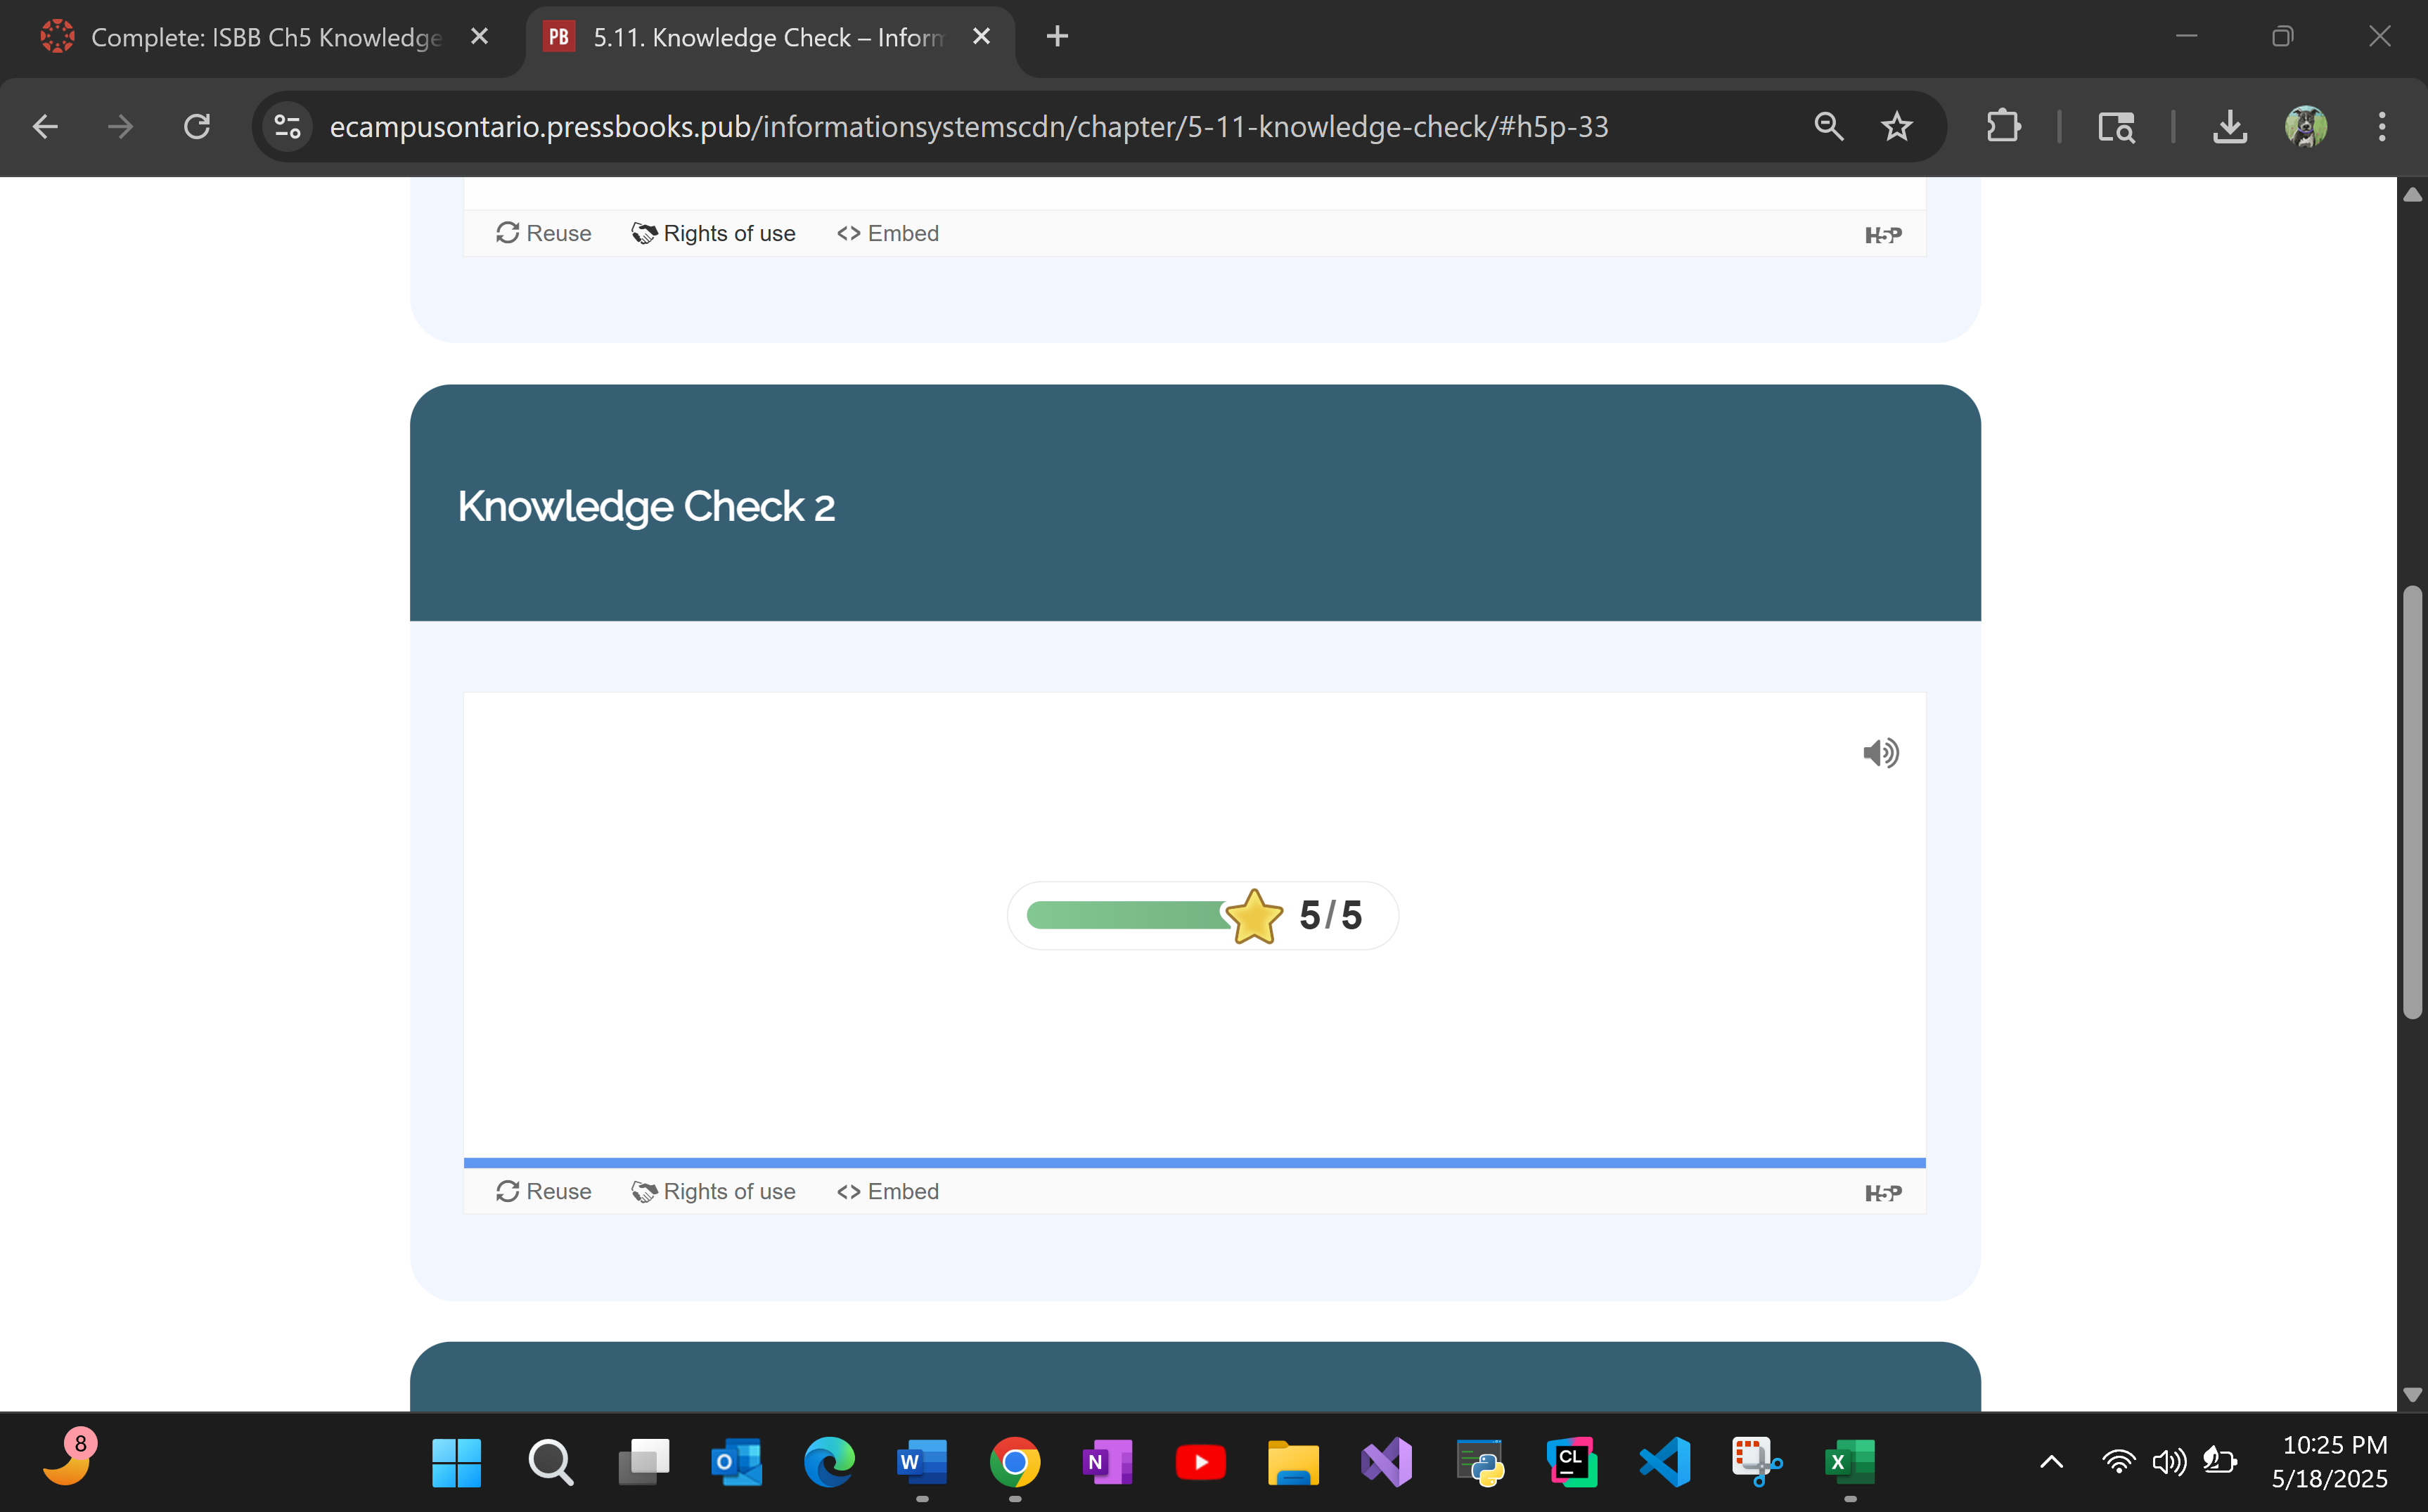 Complete: ISBB Ch5 Knowledge
PB
5.11. Knowledge Check – Inform
ecampusontario.pressbooks.pub/informationsystemscdn/chapter/5-11-knowledge-check/#h5p-33
Reuse
Rights of use
<> Embed
H5P
Knowledge Check 2
5/5
Reuse
Rights of use
<> Embed
H5P
8
O
W
N
CL
X
10:25 PM
5/18/2025